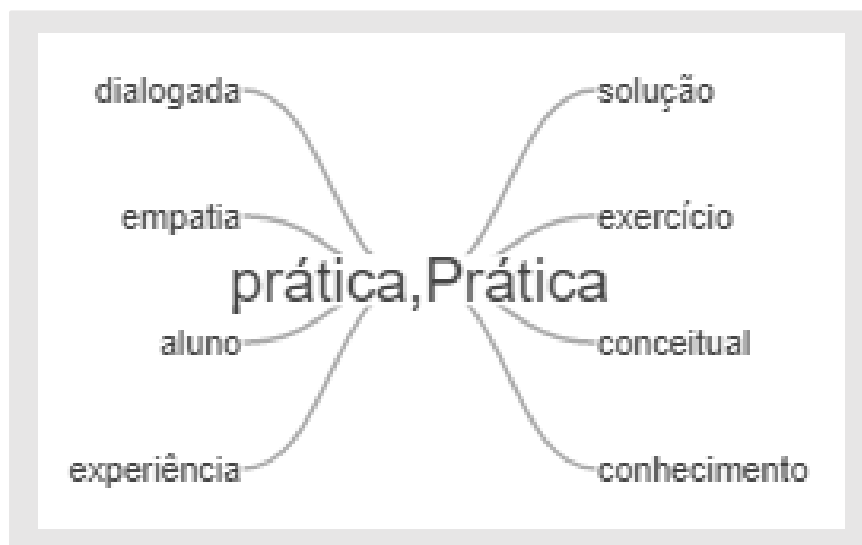 dialogada
solução
empatia
exercício
prática,Prática
aluno
conceitual
experiência
conhecimento